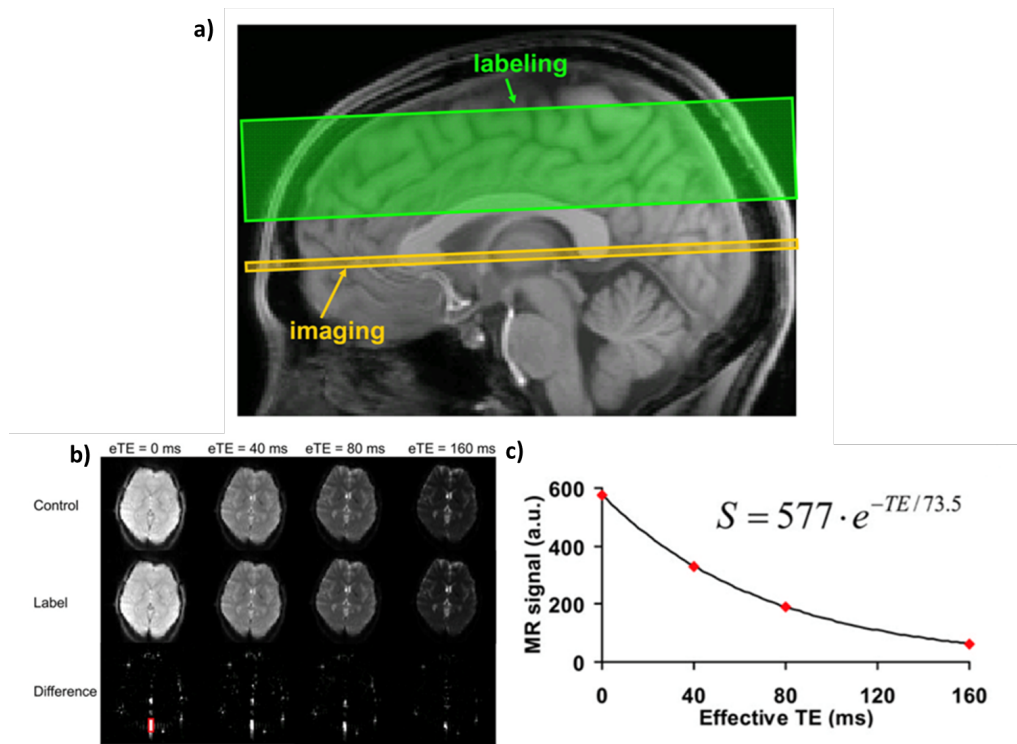 a)
labeling
imaging
b)
eTE = 0 ms eTE = 40 ms eTE = 80 ms eTE = 160 ms
Control
Label
Difference
c)
S = 577 · e^{-TE/73.5}
MR signal (a.u.)
600
400
200
0
0 40 80 120 160
Effective TE (ms)